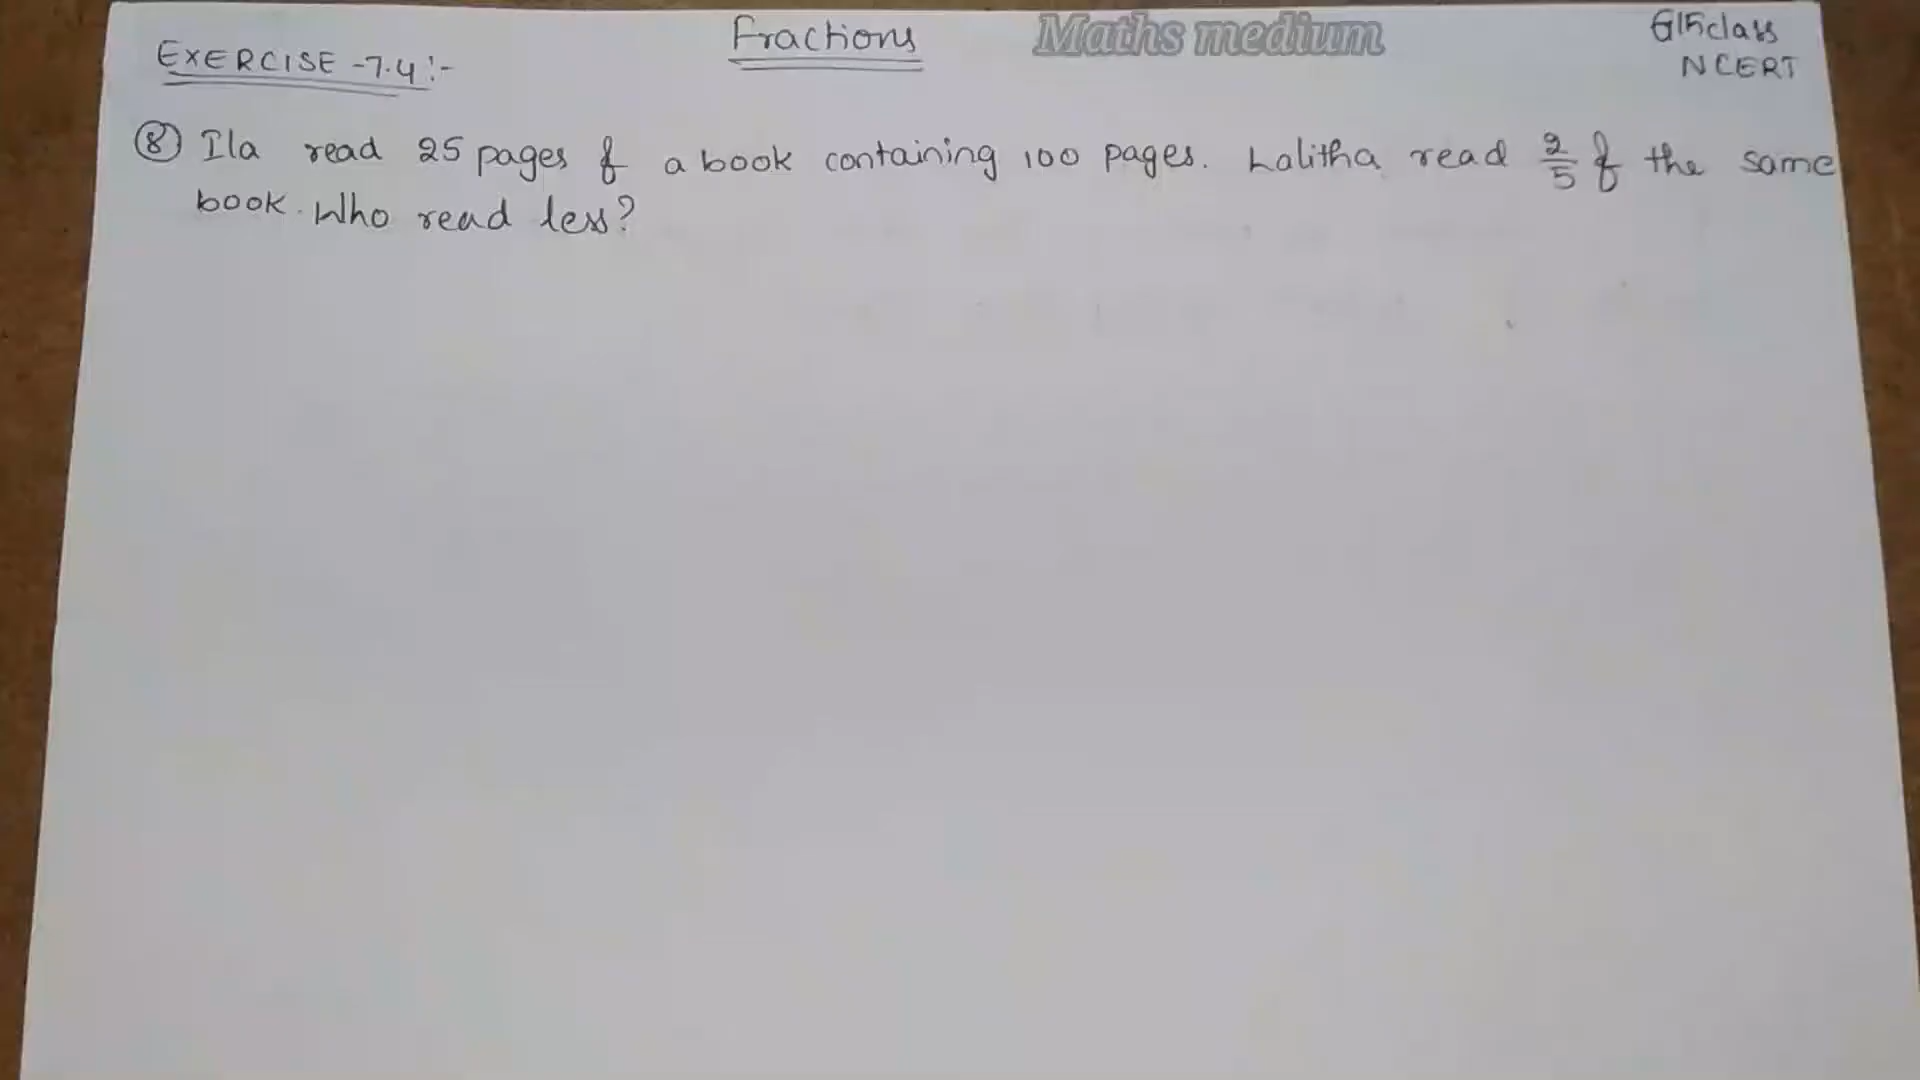 Fractions
Maths medium
class
NCERT
EXERCISE -7.4:-
⑧ Ila read 25 pages of a book containing 100 pages. Lalitha read 2/5 of the same
book. Who read less?